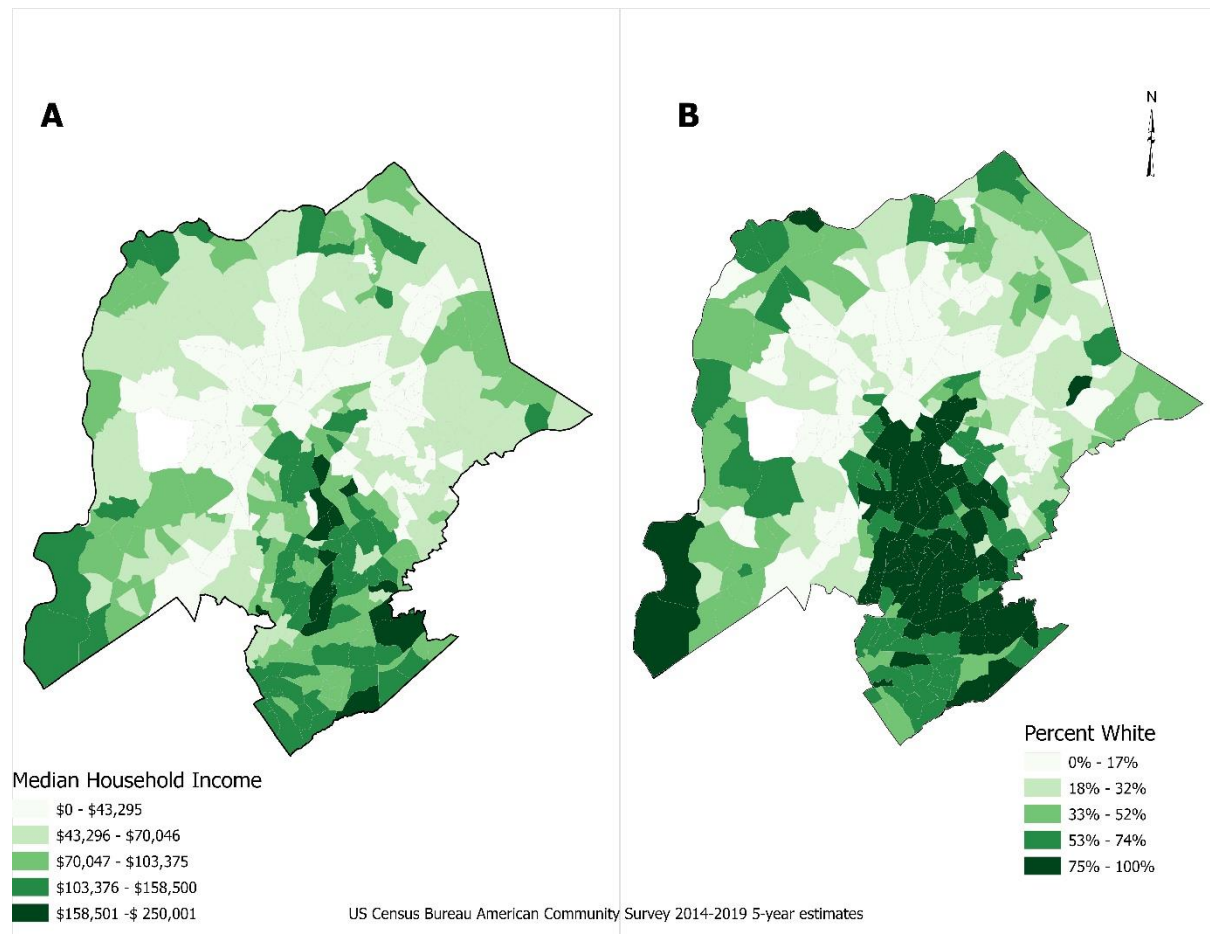 A
B
N
Median Household Income
$0 - $43,295
$43,296 - $70,046
$70,047 - $103,375
$103,376 - $158,500
$158,501 -$ 250,001
Percent White
0% - 17%
18% - 32%
33% - 52%
53% - 74%
75% - 100%
US Census Bureau American Community Survey 2014-2019 5-year estimates